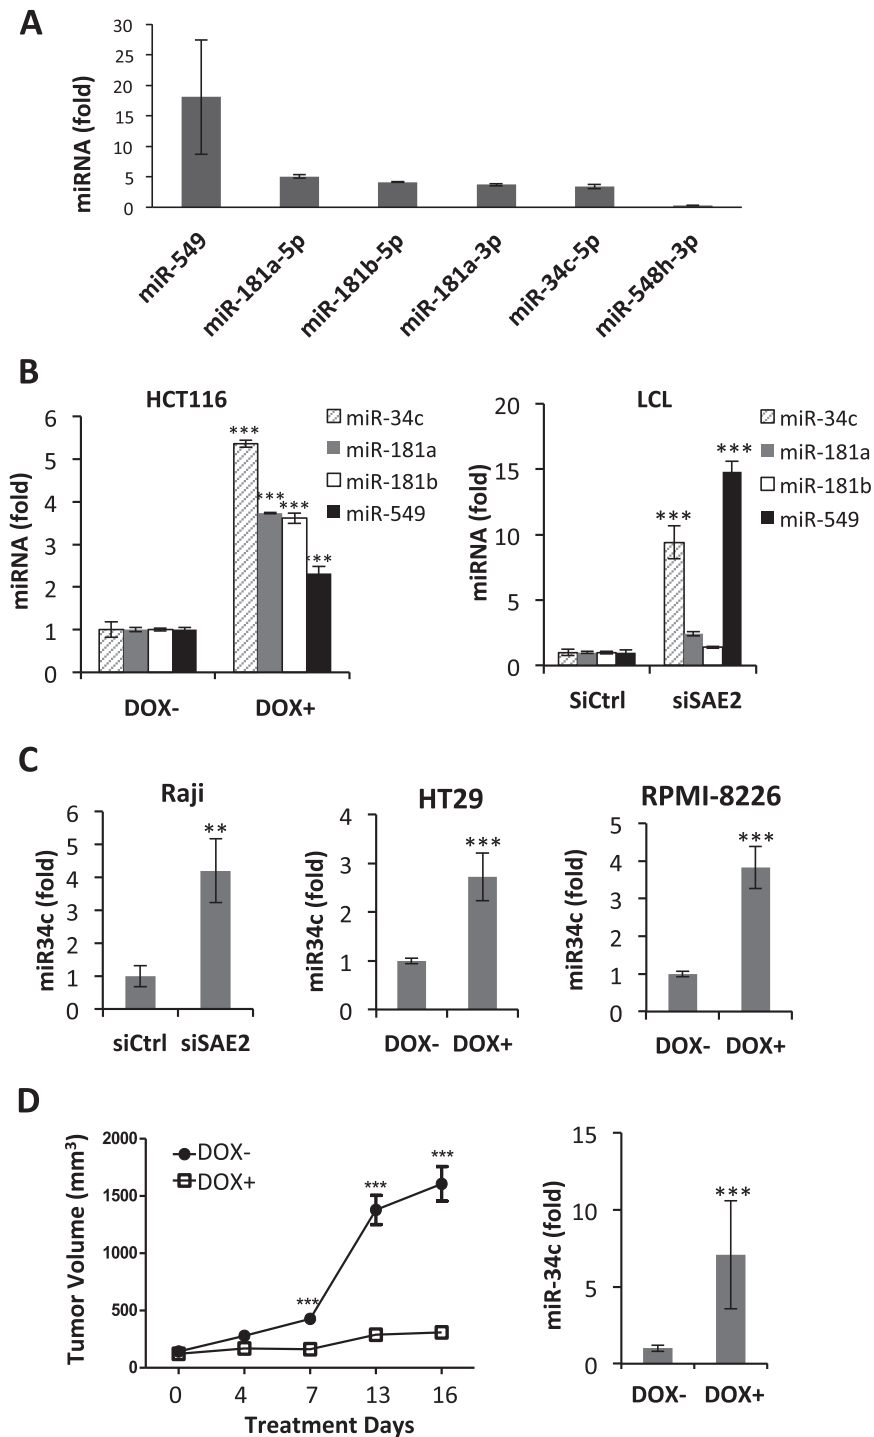 A
30
25
20
15
10
5
0
miRNA (fold)
miR-549
miR-181a-5p
miR-181b-5p
miR-181a-3p
miR-34c-5p
miR-548h-3p
B
HCT116
6
5
4
3
2
1
0
miRNA (fold)
***
***
***
***
DOX-
DOX+
miR-34c
miR-181a
miR-181b
miR-549
LCL
20
15
10
5
0
miRNA (fold)
***
***
SiCtrl
siSAE2
miR-34c
miR-181a
miR-181b
miR-549
C
Raji
6
5
4
3
2
1
0
miR34c (fold)
**
siCtrl
siSAE2
HT29
4
3
2
1
0
miR34c (fold)
***
DOX-
DOX+
RPMI-8226
5
4
3
2
1
0
miR34c (fold)
***
DOX-
DOX+
D
2000
1500
1000
500
0
Tumor Volume (mm³)
DOX-
DOX+
***
***
***
0 4 7 13 16
Treatment Days
15
10
5
0
miR-34c (fold)
***
DOX-
DOX+